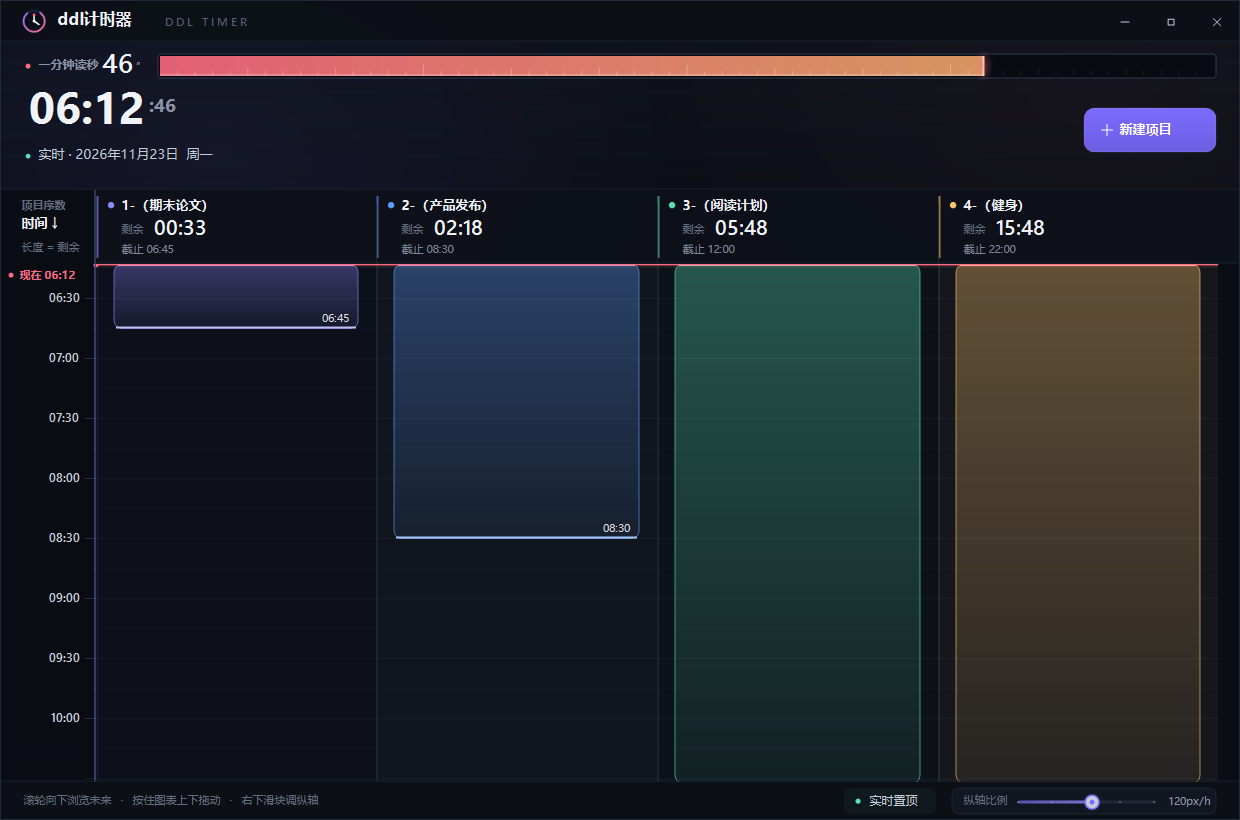 ddl计时器 DDL TIMER
一分钟读秒 46"
06:12 :46
实时 · 2026年11月23日 周一
+ 新建项目
项目序数
时间↓
长度 = 剩余
1-（期末论文）
剩余 00:33
截止 06:45
2-（产品发布）
剩余 02:18
截止 08:30
3-（阅读计划）
剩余 05:48
截止 12:00
4-（健身）
剩余 15:48
截止 22:00
现在 06:12
06:30
06:45
07:00
07:30
08:00
08:30
08:30
09:00
09:30
10:00
滚轮向下浏览未来 · 按住图表上下拖动 · 右下滑块调纵轴
实时置顶
纵轴比例 120px/h